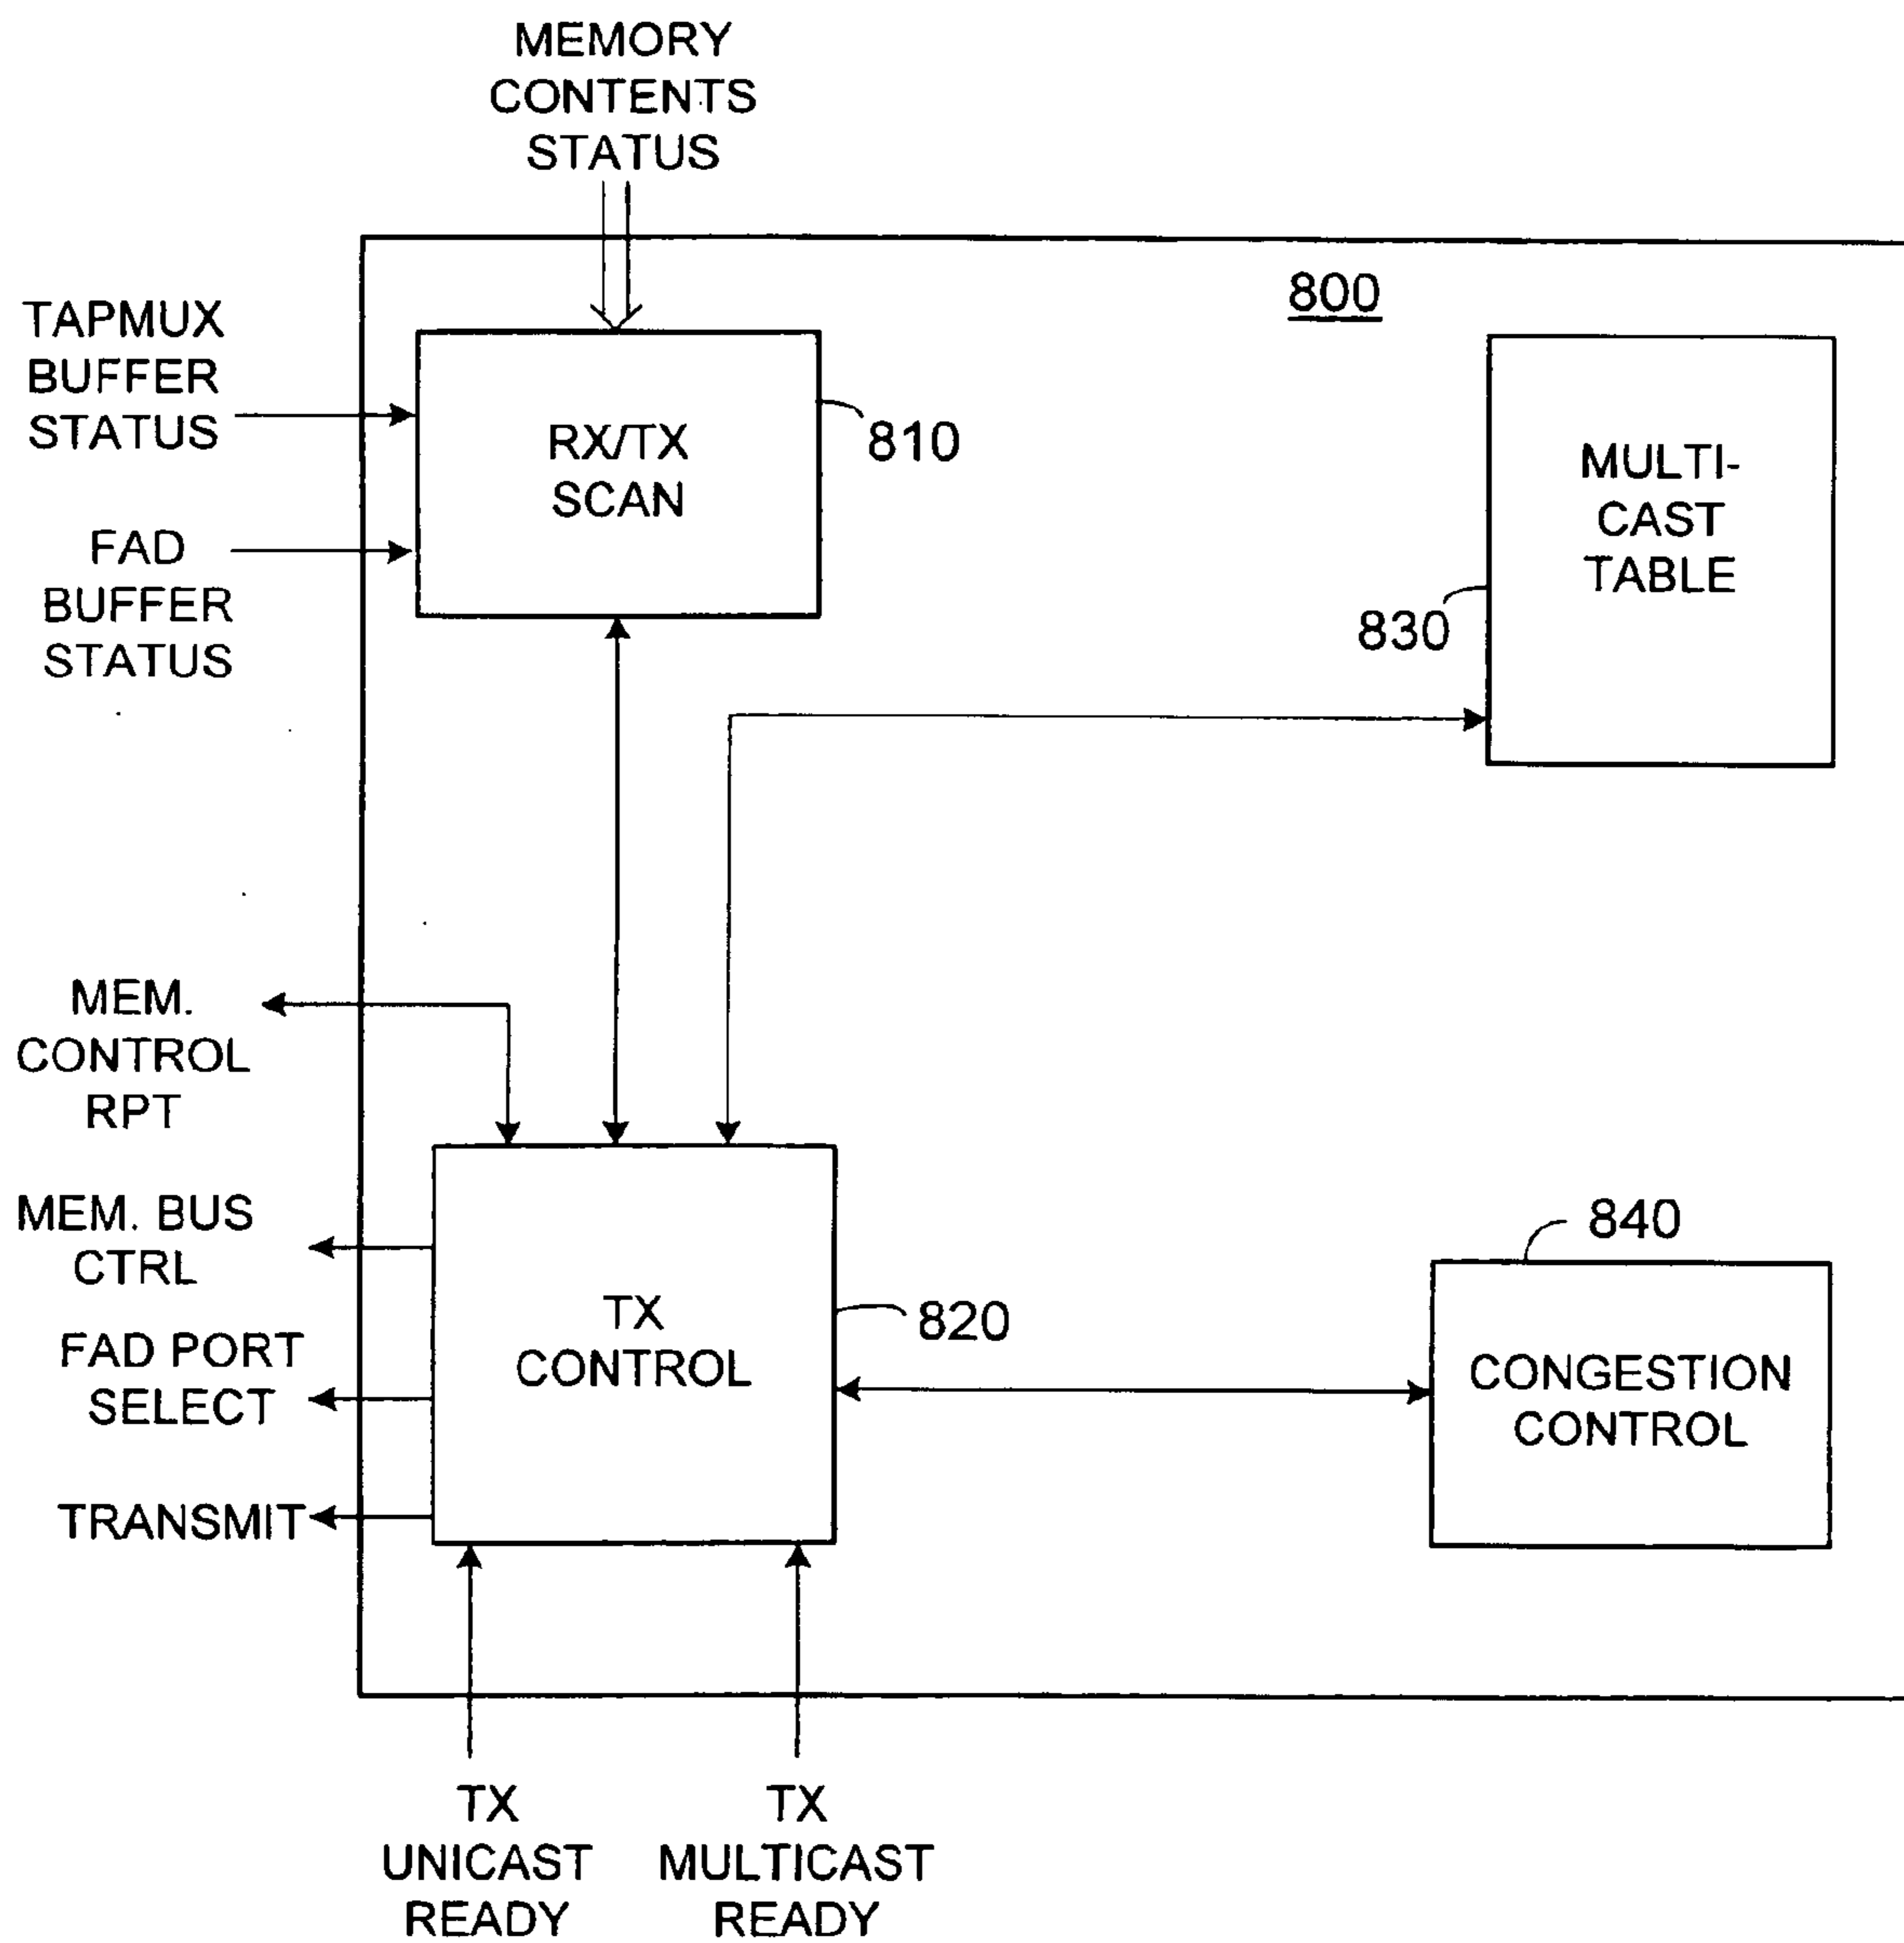 MEMORY
CONTENTS
STATUS
800
TAPMUX
BUFFER
STATUS
RX/TX
SCAN
810
MULTI-
CAST
TABLE
830
FAD
BUFFER
STATUS
MEM.
CONTROL
RPT
MEM. BUS
CTRL
FAD PORT
SELECT
TRANSMIT
TX
CONTROL
820
840
CONGESTION
CONTROL
TX
UNICAST
READY
TX
MULTICAST
READY